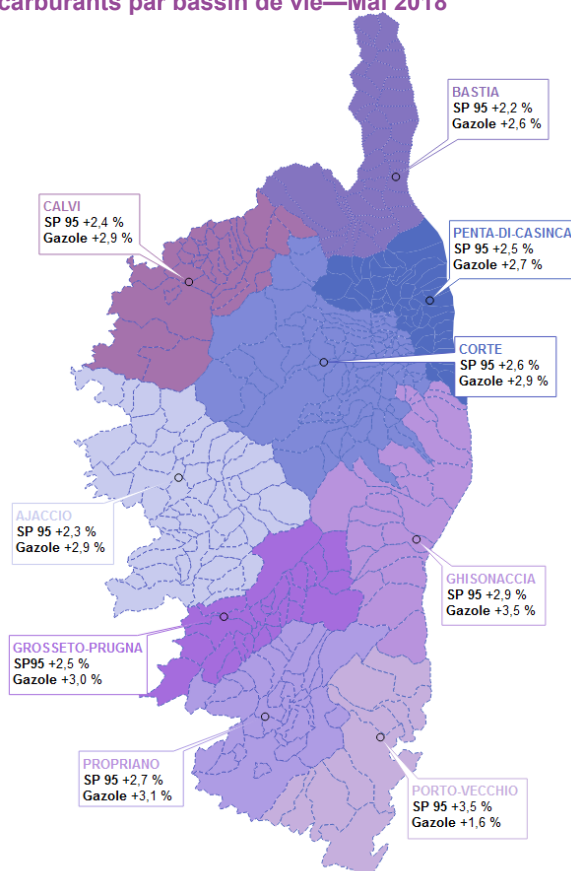 carburants par bassin de vie—Mai 2018
BASTIA
SP 95 +2,2 %
Gazole +2,6 %
CALVI
SP 95 +2,4 %
Gazole +2,9 %
PENTA-DI-CASINCA
SP 95 +2,5 %
Gazole +2,7 %
CORTE
SP 95 +2,6 %
Gazole +2,9 %
AJACCIO
SP 95 +2,3 %
Gazole +2,9 %
GHISONACCIA
SP 95 +2,9 %
Gazole +3,5 %
GROSSETO-PRUGNA
SP95 +2,5 %
Gazole +3,0 %
PROPRIANO
SP 95 +2,7 %
Gazole +3,1 %
PORTO-VECCHIO
SP 95 +3,5 %
Gazole +1,6 %